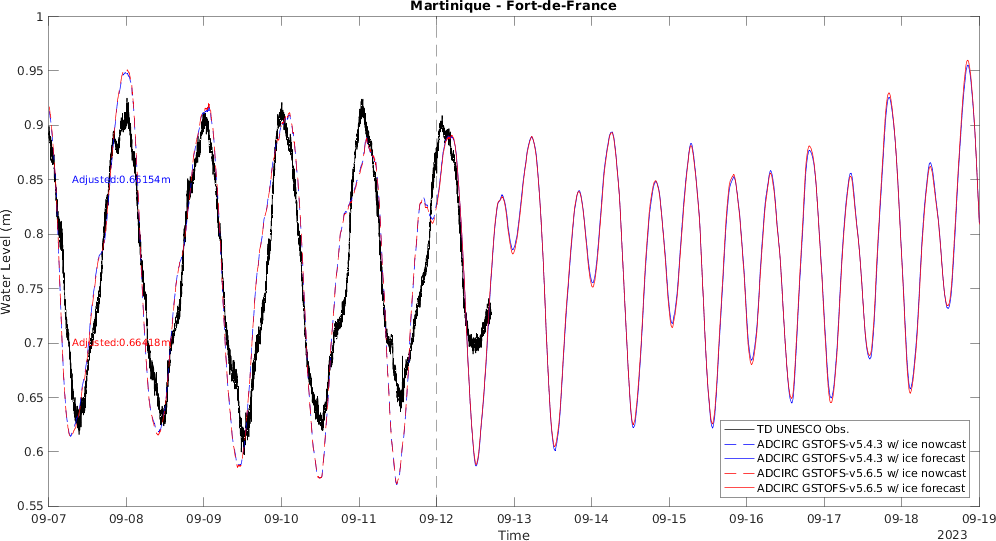 Martinique - Fort-de-France
1
0.95
0.9
0.85
0.8
0.75
0.7
0.65
0.6
0.55
Water Level (m)
Adjusted:0.66154m
Adjusted:0.66418m
TD UNESCO Obs.
ADCIRC GSTOFS-v5.4.3 w/ ice nowcast
ADCIRC GSTOFS-v5.4.3 w/ ice forecast
ADCIRC GSTOFS-v5.6.5 w/ ice nowcast
ADCIRC GSTOFS-v5.6.5 w/ ice forecast
09-07 09-08 09-09 09-10 09-11 09-12 09-13 09-14 09-15 09-16 09-17 09-18 09-19
Time
2023